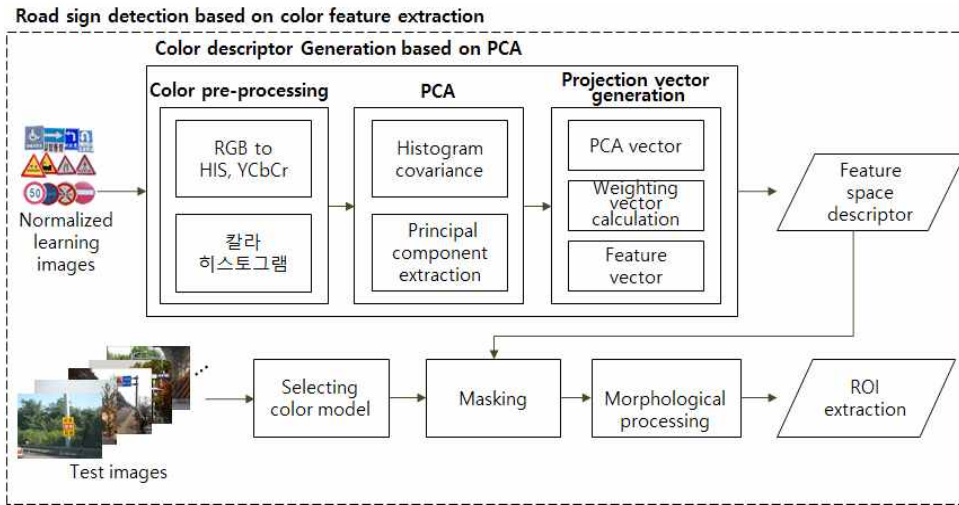 Road sign detection based on color feature extraction
Color descriptor Generation based on PCA
Color pre-processing
RGB to
HIS, YCbCr
칼라
히스토그램
PCA
Histogram
covariance
Principal
component
extraction
Projection vector
generation
PCA vector
Weighting
vector
calculation
Feature
vector
Feature
space
descriptor
50
Normalized
learning
images
...
Test images
Selecting
color model
Masking
Morphological
processing
ROI
extraction